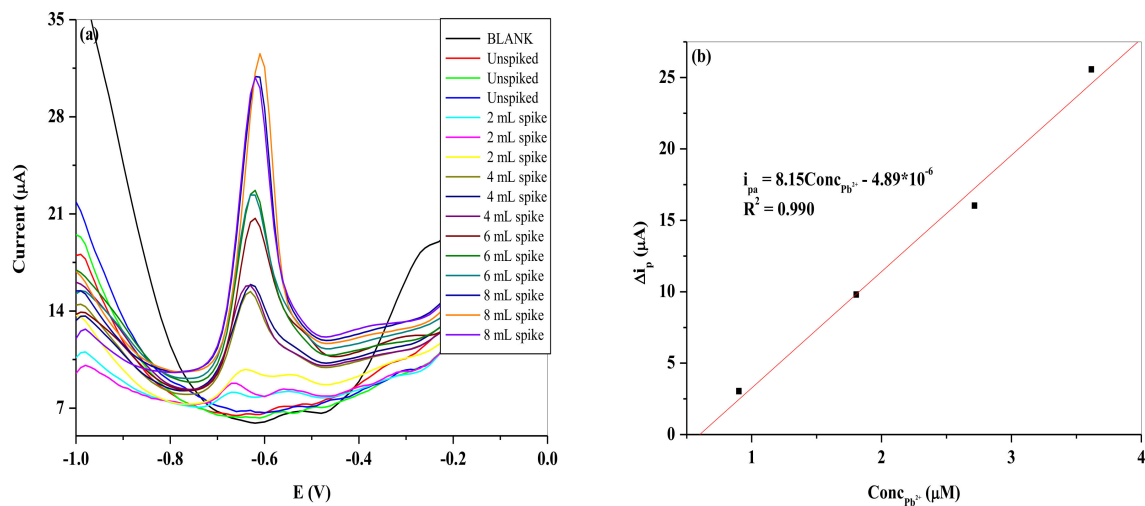 (a)
35
28
21
14
7
Current (μA)
-1.0
-0.8
-0.6
-0.4
-0.2
0.0
E (V)
BLANK
Unspiked
Unspiked
Unspiked
2 mL spike
2 mL spike
2 mL spike
4 mL spike
4 mL spike
4 mL spike
6 mL spike
6 mL spike
6 mL spike
8 mL spike
8 mL spike
8 mL spike
(b)
25
20
15
10
5
0
Δi_p (μA)
i_pa = 8.15Conc_Pb²⁺ - 4.89*10⁻⁶
R² = 0.990
1
2
3
4
Conc_Pb²⁺ (μM)